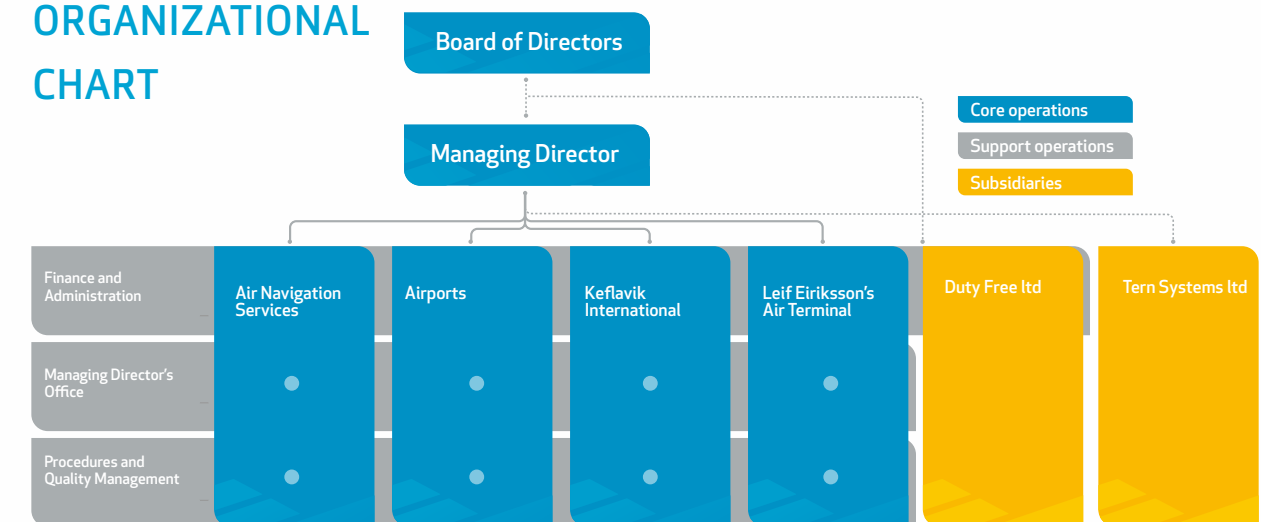 ORGANIZATIONAL
CHART
Board of Directors
Managing Director
Core operations
Support operations
Subsidiaries
Finance and
Administration
Air Navigation
Services
Airports
Keflavik
International
Leif Eiriksson's
Air Terminal
Duty Free ltd
Tern Systems ltd
Managing Director's
Office
Procedures and
Quality Management